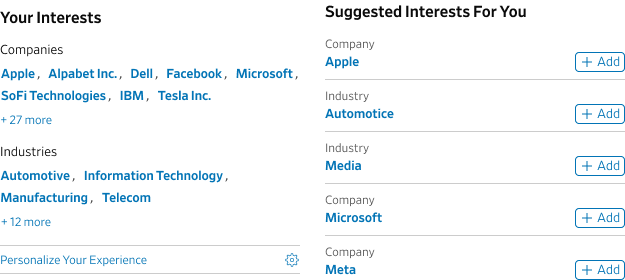 Your Interests
Companies
Apple, Alpabet Inc., Dell, Facebook, Microsoft,
SoFi Technologies, IBM, Tesla Inc.
+ 27 more
Industries
Automotive, Information Technology,
Manufacturing, Telecom
+ 12 more
Personalize Your Experience
Suggested Interests For You
Company
Apple
+ Add
Industry
Automotice
+ Add
Industry
Media
+ Add
Company
Microsoft
+ Add
Company
Meta
+ Add